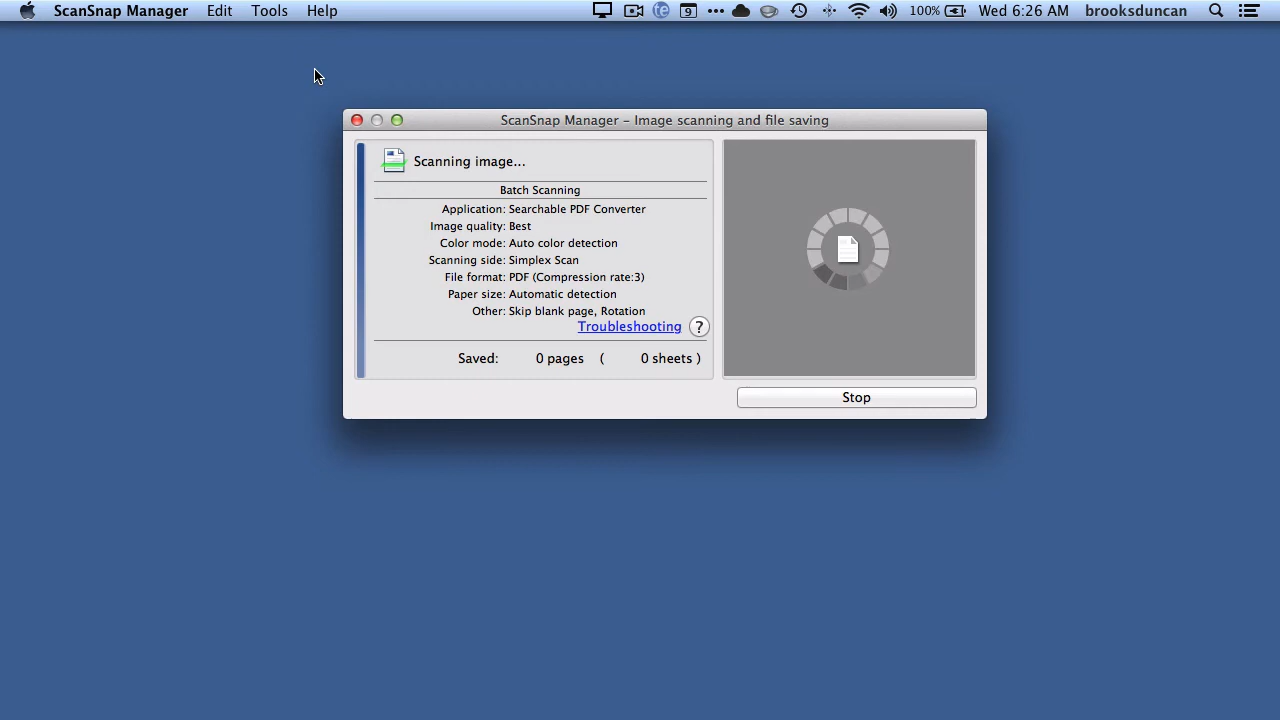 ScanSnap Manager Edit Tools Help te 9 100% Wed 6:26 AM brooksduncan
ScanSnap Manager - Image scanning and file saving
Scanning image...
Batch Scanning
Application: Searchable PDF Converter
Image quality: Best
Color mode: Auto color detection
Scanning side: Simplex Scan
File format: PDF (Compression rate:3)
Paper size: Automatic detection
Other: Skip blank page, Rotation
Troubleshooting ?
Saved: 0 pages ( 0 sheets )
Stop